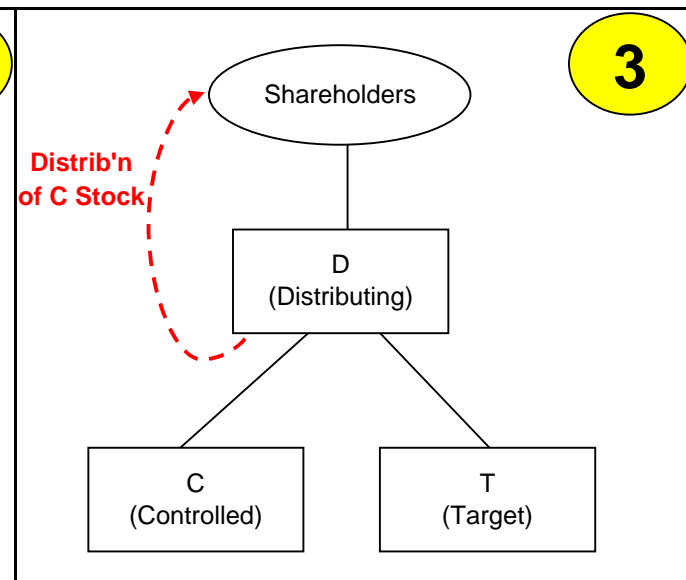 3
Shareholders
Distrib'n
of C Stock
D
(Distributing)
C
(Controlled)
T
(Target)